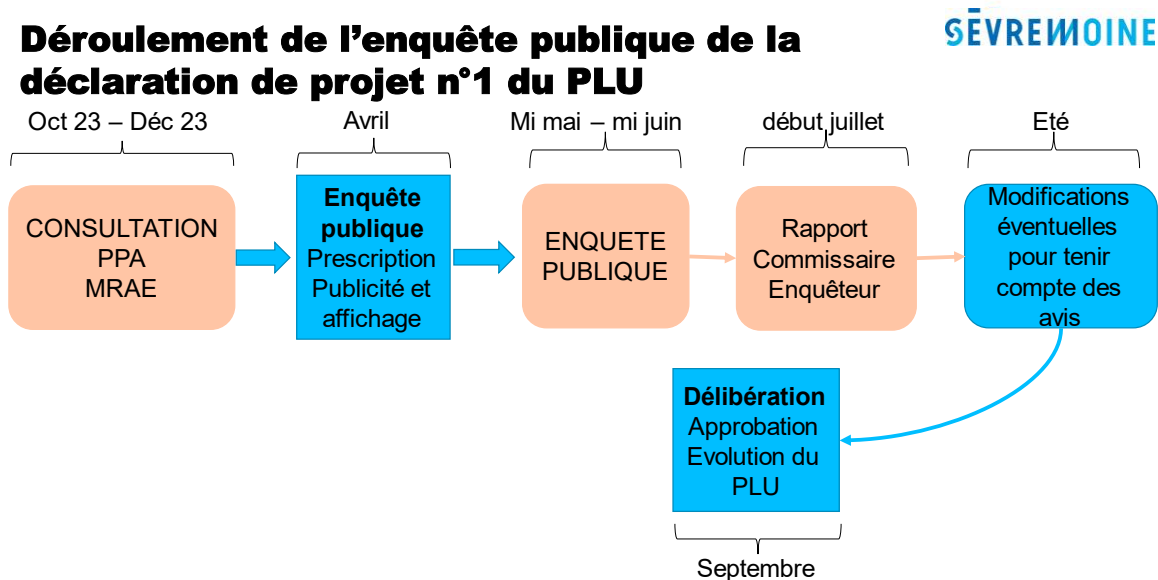 Déroulement de l’enquête publique de la
déclaration de projet n°1 du PLU
SĒVREMOINE
Oct 23 – Déc 23
Avril
Mi mai – mi juin
début juillet
Eté
CONSULTATION
PPA
MRAE
Enquête
publique
Prescription
Publicité et
affichage
ENQUETE
PUBLIQUE
Rapport
Commissaire
Enquêteur
Modifications
éventuelles
pour tenir
compte des
avis
Délibération
Approbation
Evolution du
PLU
Septembre